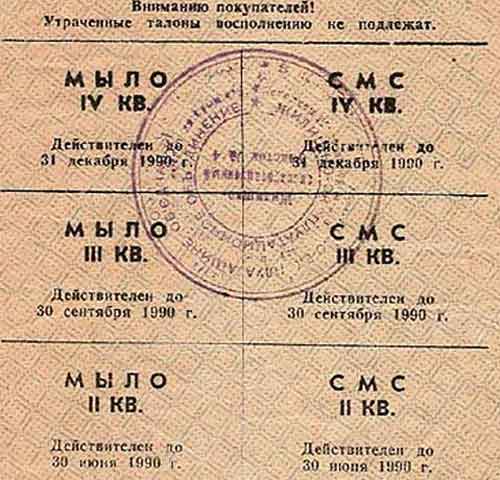 Вниманию покупателей!
Утраченные талоны восполнению не подлежат.
МЫЛО
IV КВ.
Действителен до
31 декабря 1990 г.
СМС
IV КВ.
Действителен до
31 декабря 1990 г.
МЫЛО
III КВ.
Действителен до
30 сентября 1990 г.
СМС
III КВ.
Действителен до
30 сентября 1990 г.
МЫЛО
II КВ.
Действителен до
30 июня 1990 г.
СМС
II КВ.
Действителен до
30 июня 1990 г.